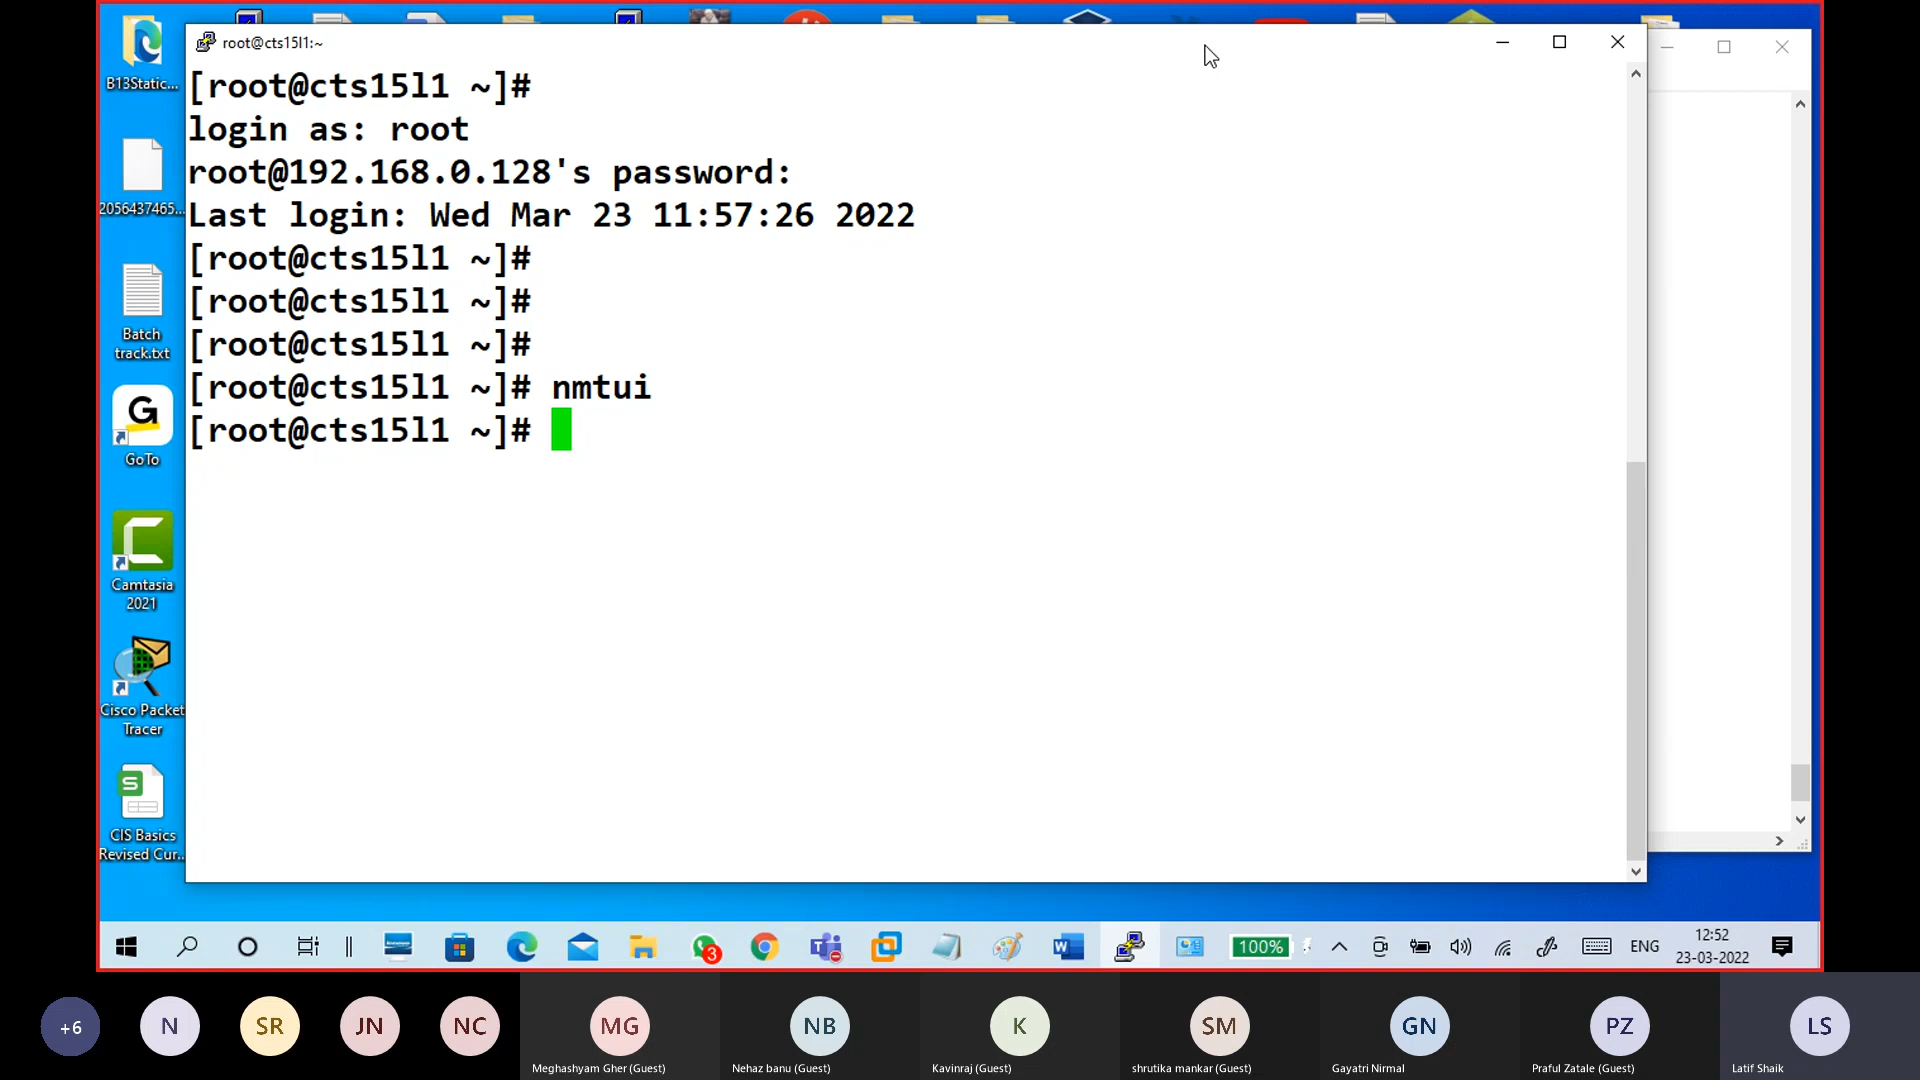 root@cts15l1:~
[root@cts15l1 ~]#
login as: root
root@192.168.0.128's password:
Last login: Wed Mar 23 11:57:26 2022
[root@cts15l1 ~]#
[root@cts15l1 ~]#
[root@cts15l1 ~]#
[root@cts15l1 ~]# nmtui
[root@cts15l1 ~]#
B13Static...
2056437465...
Batch
track.txt
G
GoTo
C
Camtasia
2021
Cisco Packet
Tracer
S
CIS Basics
Revised Cur...
3
100%
ENG
12:52
23-03-2022
+6
N
SR
JN
NC
MG
Meghashyam Gher (Guest)
NB
Nehaz banu (Guest)
K
Kavinraj (Guest)
SM
shrutika mankar (Guest)
GN
Gayatri Nirmal
PZ
Praful Zatale (Guest)
LS
Latif Shaik